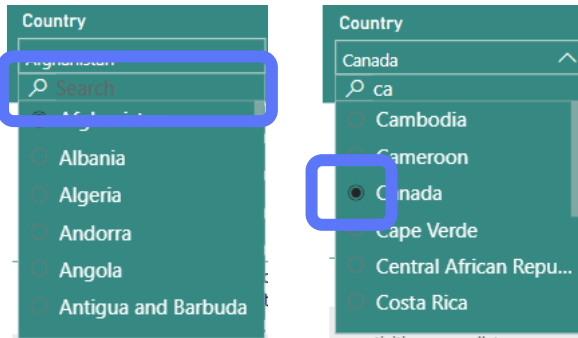 Country
Afghanistan
Search
Afghanistan
Albania
Algeria
Andorra
Angola
Antigua and Barbuda
Country
Canada
ca
Cambodia
Cameroon
Canada
Cape Verde
Central African Repu...
Costa Rica